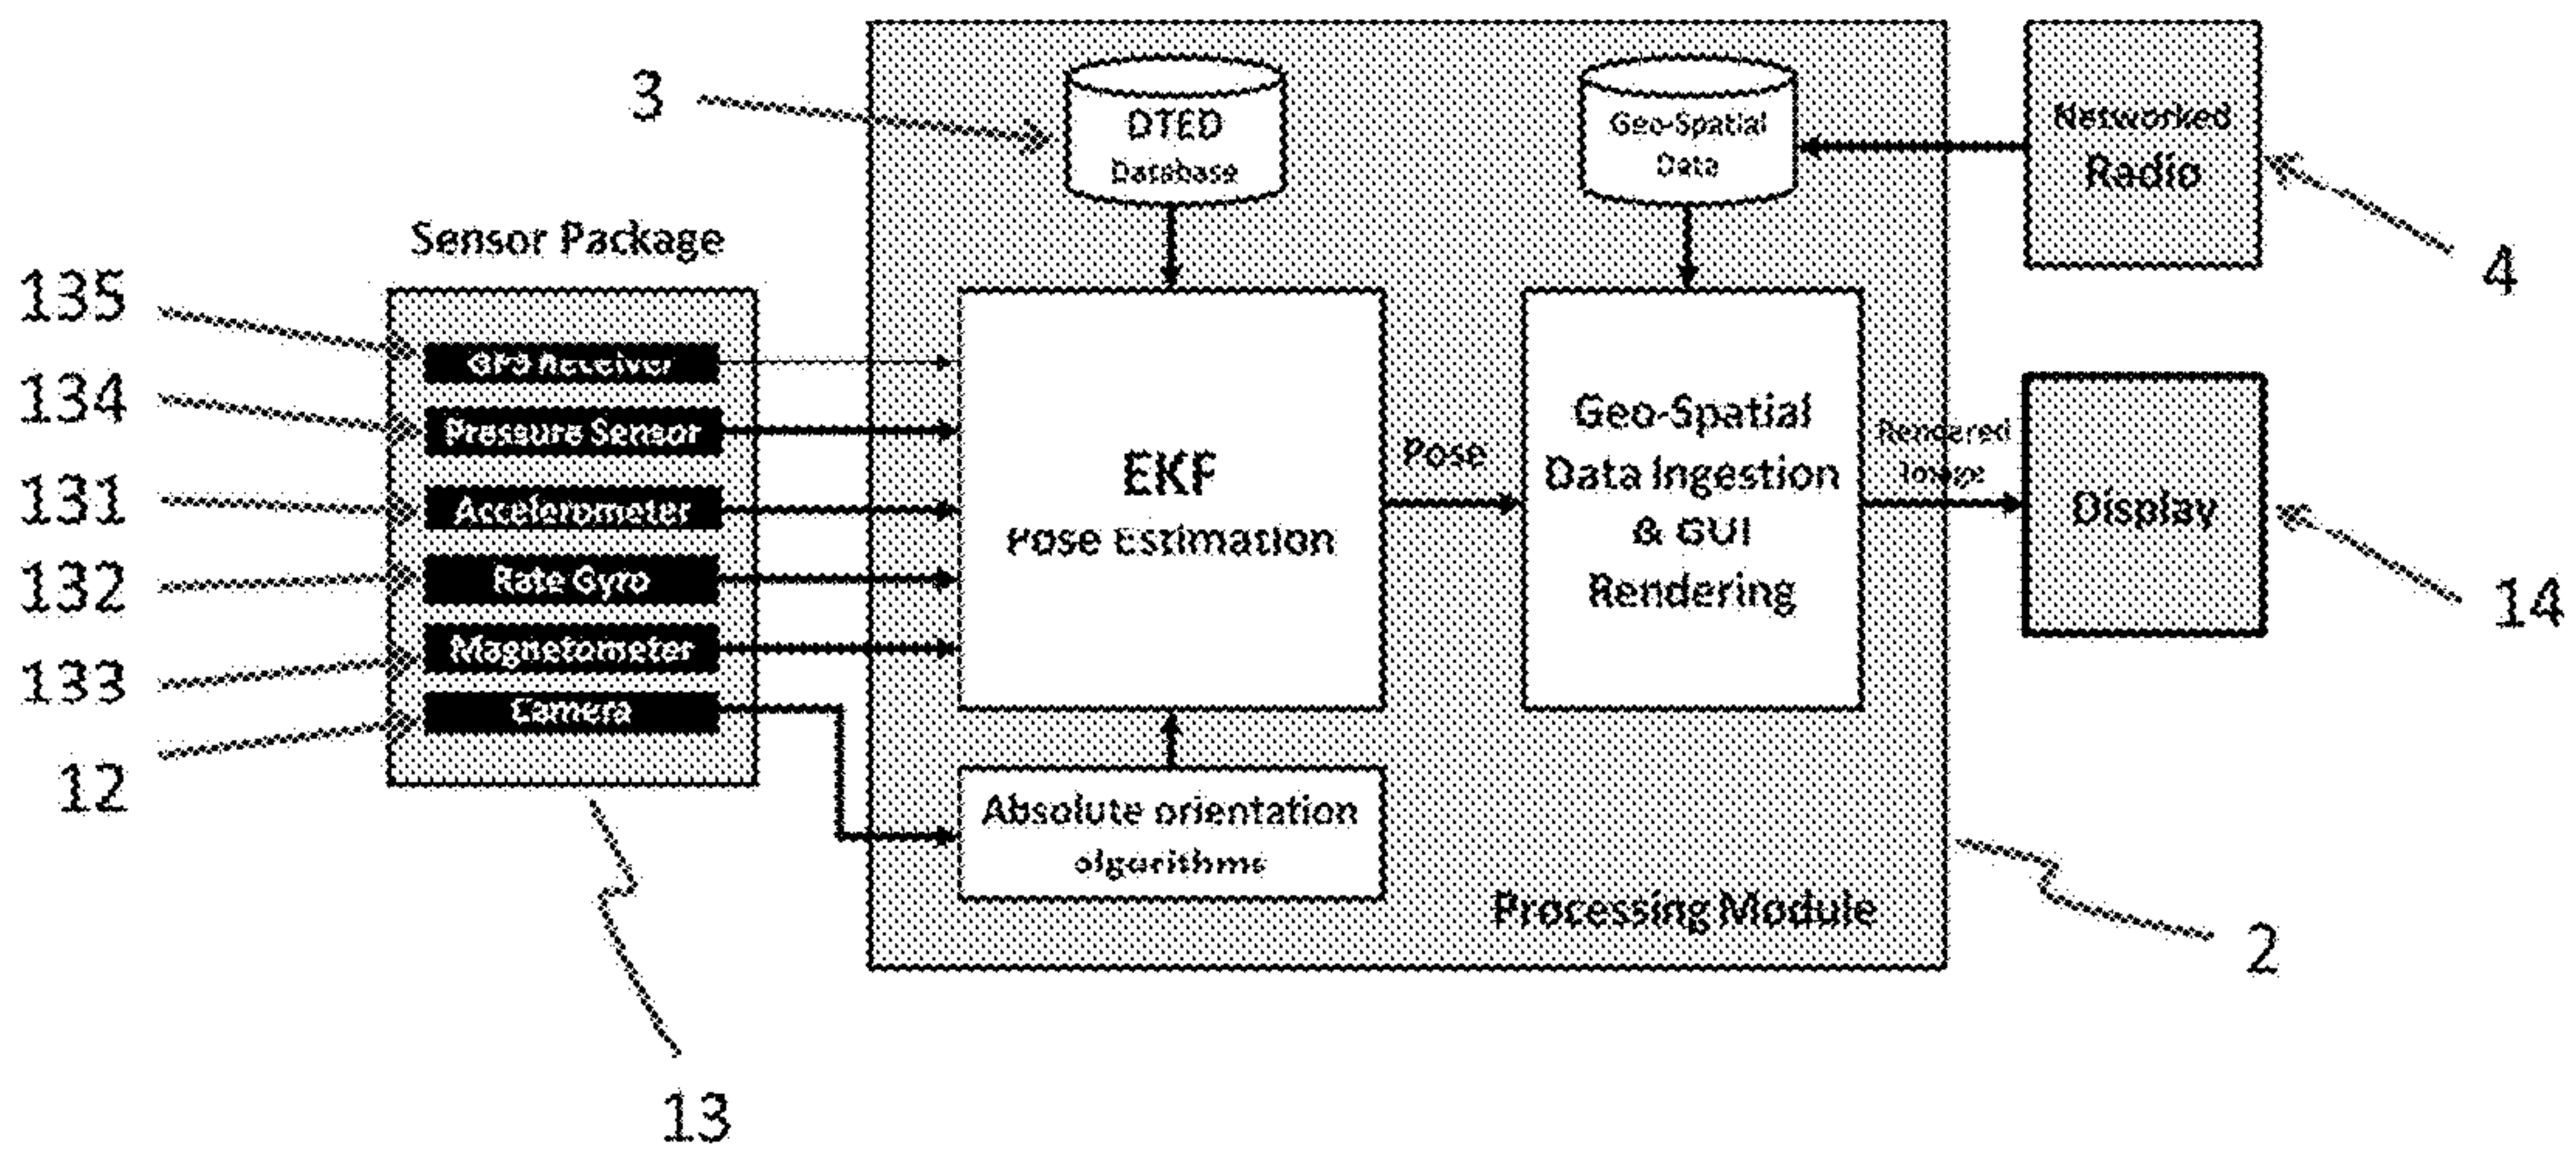 3
DTED
Database
Geo-Spatial
Data
Networked
Radio
4
Sensor Package
135
GPS Receiver
134
Pressure Sensor
131
Accelerometer
132
Rate Gyro
133
Magnetometer
12
Camera
13
EKF
Pose Estimation
Pose
Geo-Spatial
Data Ingestion
& GUI
Rendering
Rendered
Image
Display
14
Absolute orientation
algorithms
Processing Module
2